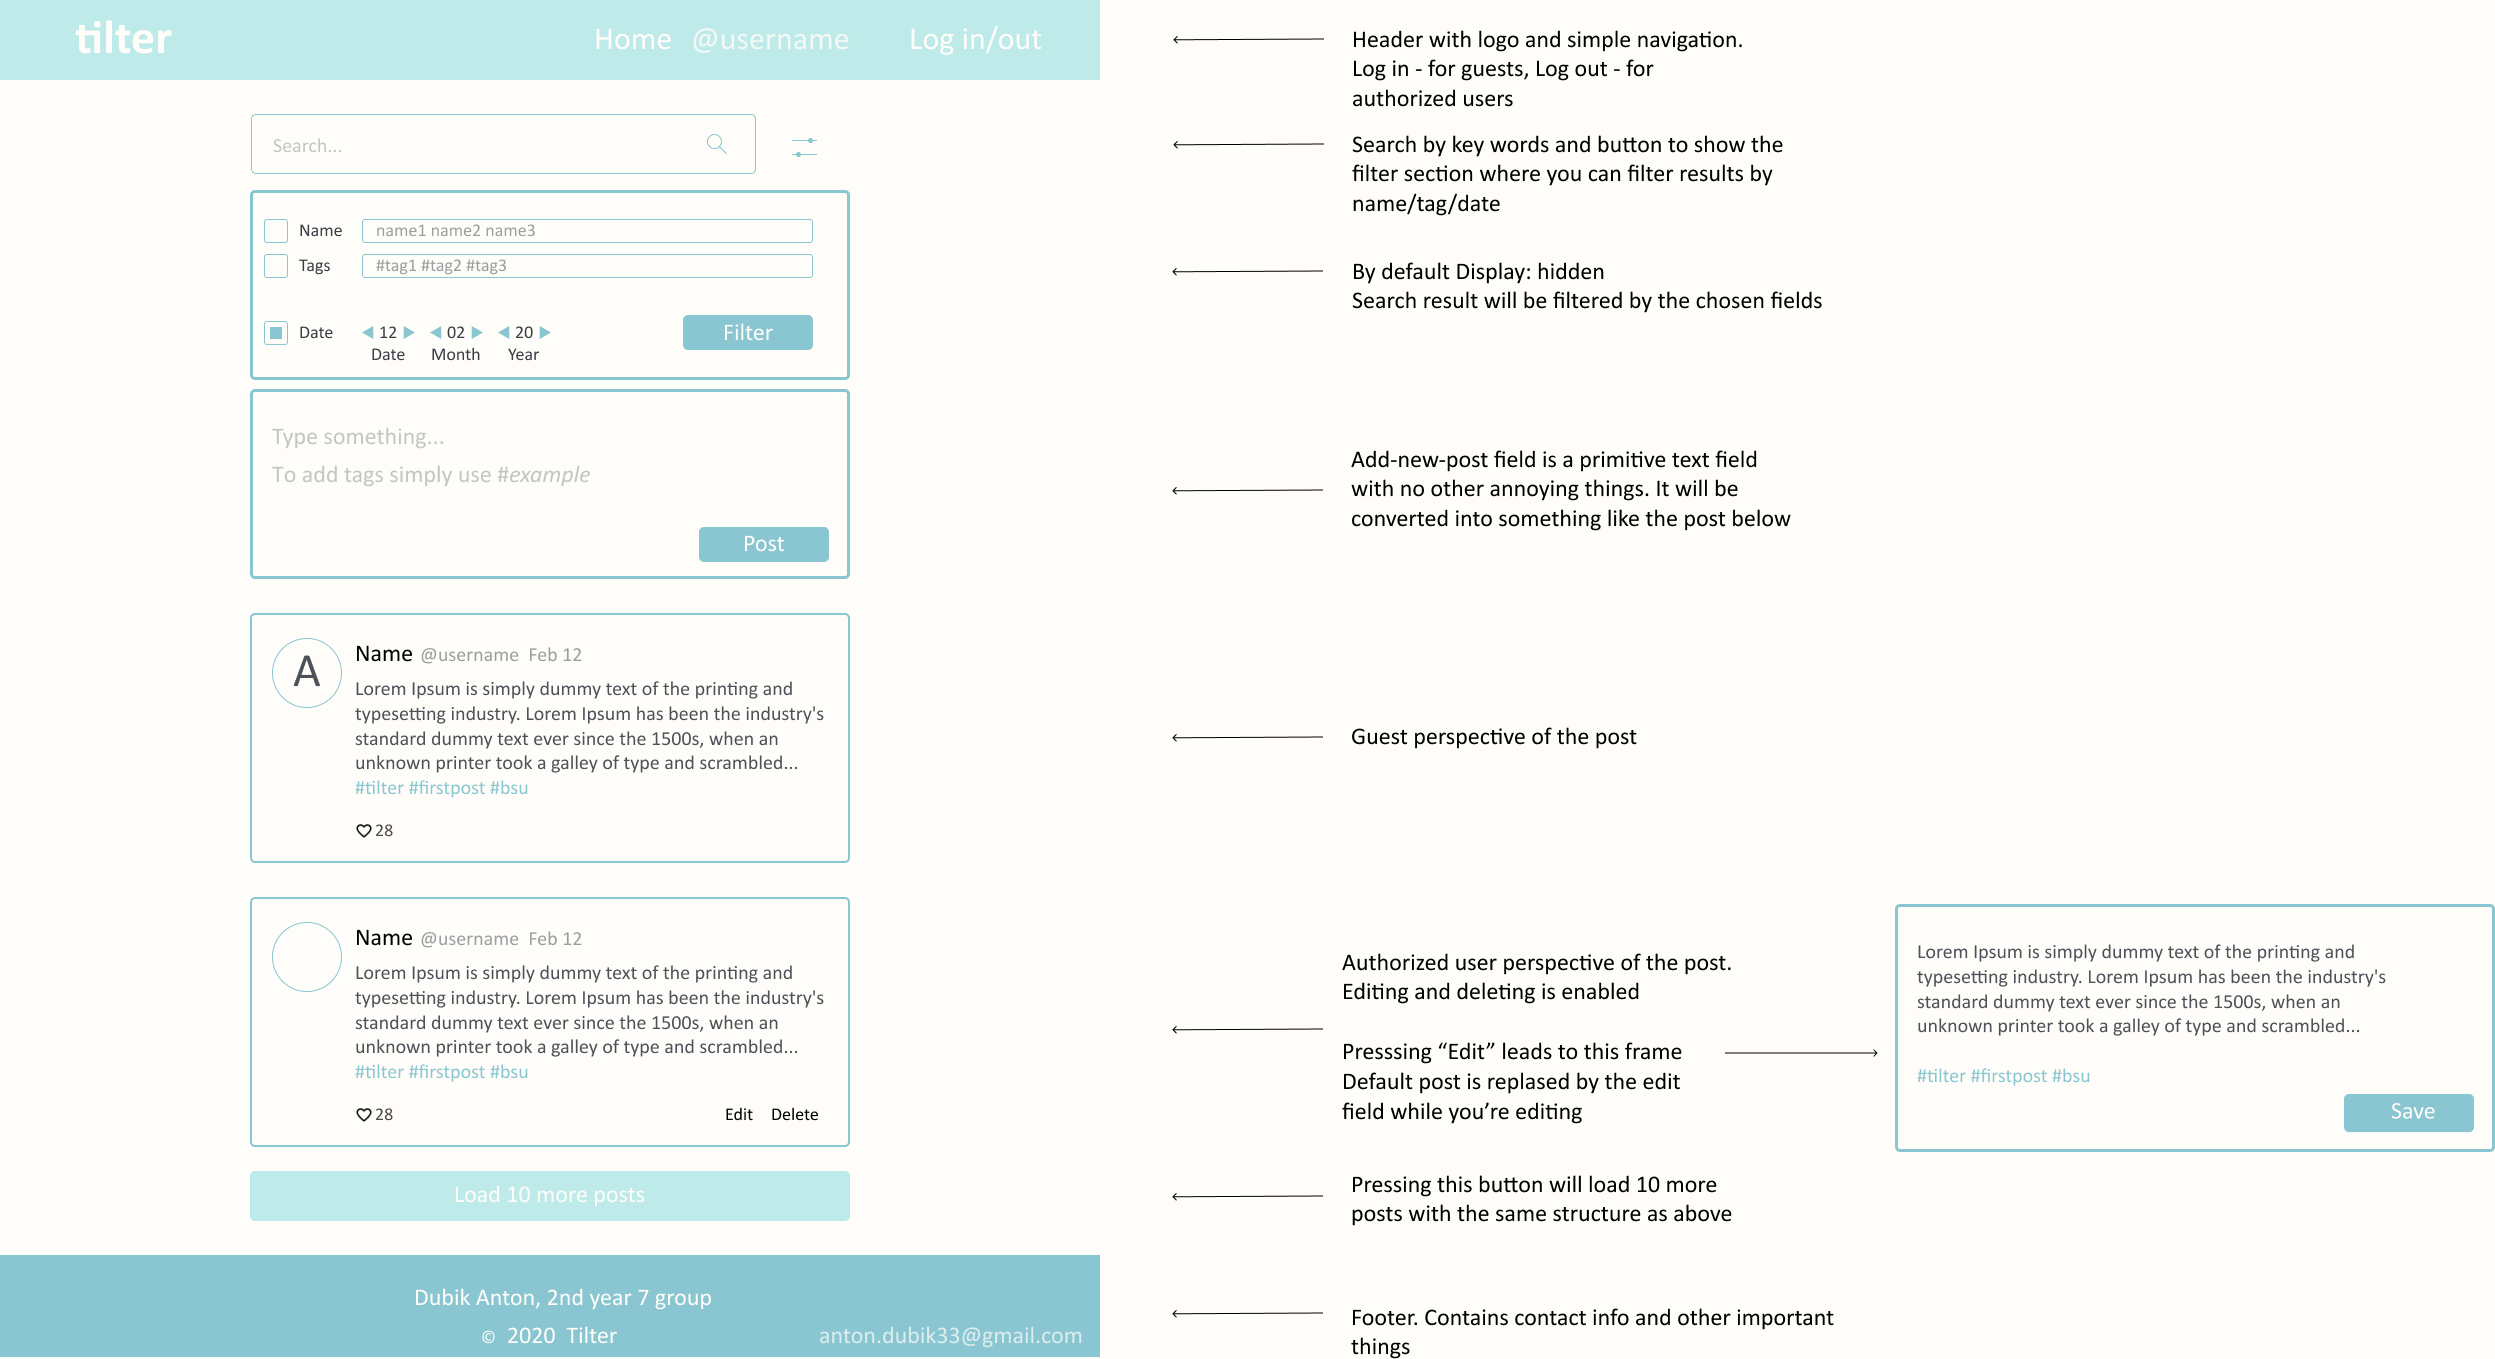 tilter
Home @username Log in/out
Search...
Name name1 name2 name3
Tags #tag1 #tag2 #tag3
Date 12 02 20
Date Month Year
Filter
Type something...
To add tags simply use #example
Post
A
Name @username Feb 12
Lorem Ipsum is simply dummy text of the printing and
typesetting industry. Lorem Ipsum has been the industry's
standard dummy text ever since the 1500s, when an
unknown printer took a galley of type and scrambled...
#tilter #firstpost #bsu
28
Name @username Feb 12
Lorem Ipsum is simply dummy text of the printing and
typesetting industry. Lorem Ipsum has been the industry's
standard dummy text ever since the 1500s, when an
unknown printer took a galley of type and scrambled...
#tilter #firstpost #bsu
28 Edit Delete
Load 10 more posts
Dubik Anton, 2nd year 7 group
© 2020 Tilter
anton.dubik33@gmail.com
Header with logo and simple navigation.
Log in - for guests, Log out - for
authorized users
Search by key words and button to show the
filter section where you can filter results by
name/tag/date
By default Display: hidden
Search result will be filtered by the chosen fields
Add-new-post field is a primitive text field
with no other annoying things. It will be
converted into something like the post below
Guest perspective of the post
Authorized user perspective of the post.
Editing and deleting is enabled
Presssing “Edit” leads to this frame
Default post is replased by the edit
field while you’re editing
Pressing this button will load 10 more
posts with the same structure as above
Footer. Contains contact info and other important
things
Lorem Ipsum is simply dummy text of the printing and
typesetting industry. Lorem Ipsum has been the industry's
standard dummy text ever since the 1500s, when an
unknown printer took a galley of type and scrambled...
#tilter #firstpost #bsu
Save